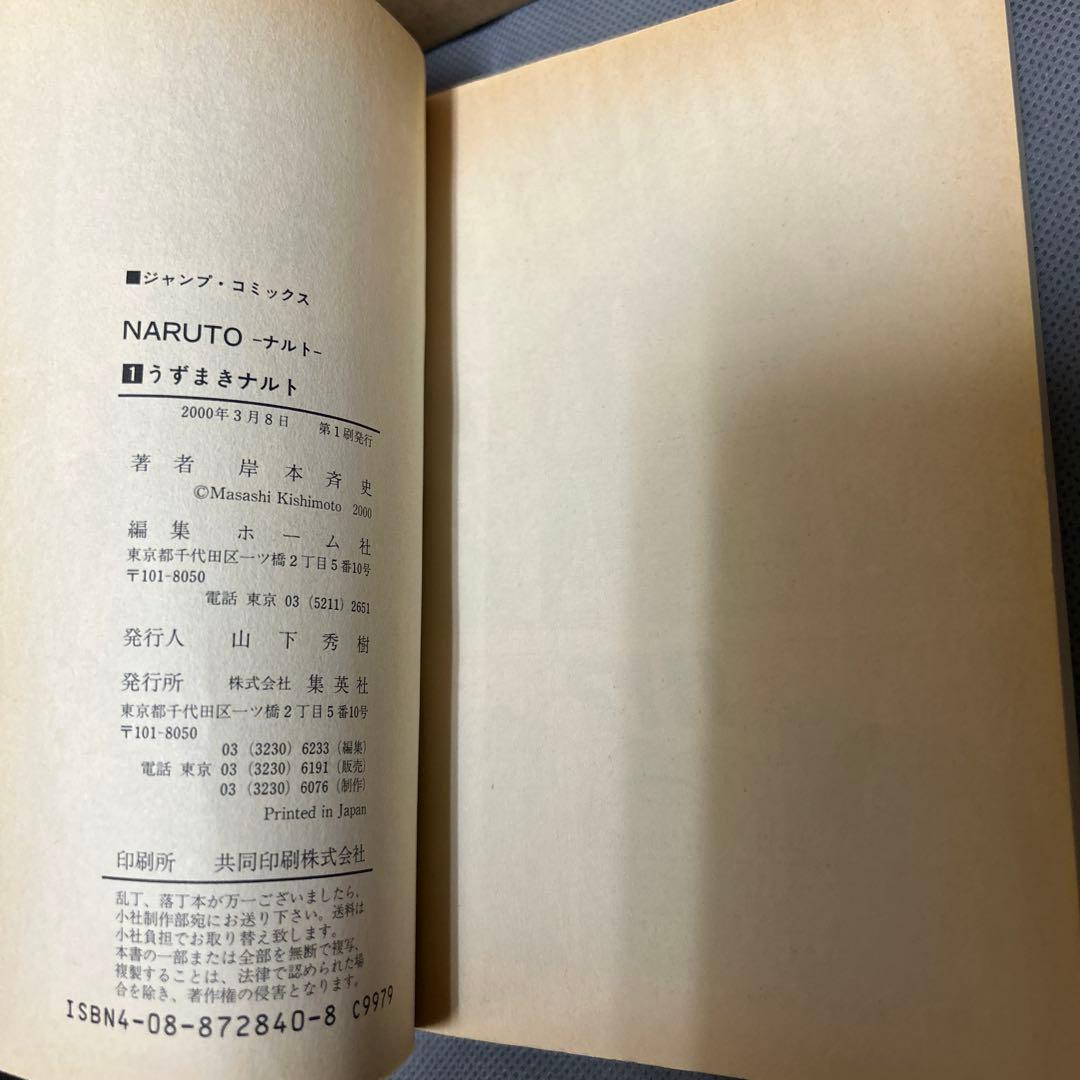 ■ジャンプ・コミックス
NARUTO -ナルト-
1 うずまきナルト
2000年3月8日 第1刷発行
著者 岸本斉史
©Masashi Kishimoto 2000
編集 ホーム社
東京都千代田区一ツ橋2丁目5番10号
〒101-8050
電話 東京 03 (5211) 2651
発行人 山下秀樹
発行所 株式会社 集英社
東京都千代田区一ツ橋2丁目5番10号
〒101-8050
03 (3230) 6233 (編集)
電話 東京 03 (3230) 6191 (販売)
03 (3230) 6076 (制作)
Printed in Japan
印刷所 共同印刷株式会社
乱丁、落丁本が万一ございましたら、
小社制作部宛にお送り下さい。送料は
小社負担でお取り替え致します。
本書の一部または全部を無断で複写、
複製することは、法律で認められた場
合を除き、著作権の侵害となります。
ISBN4-08-872840-8 C9979